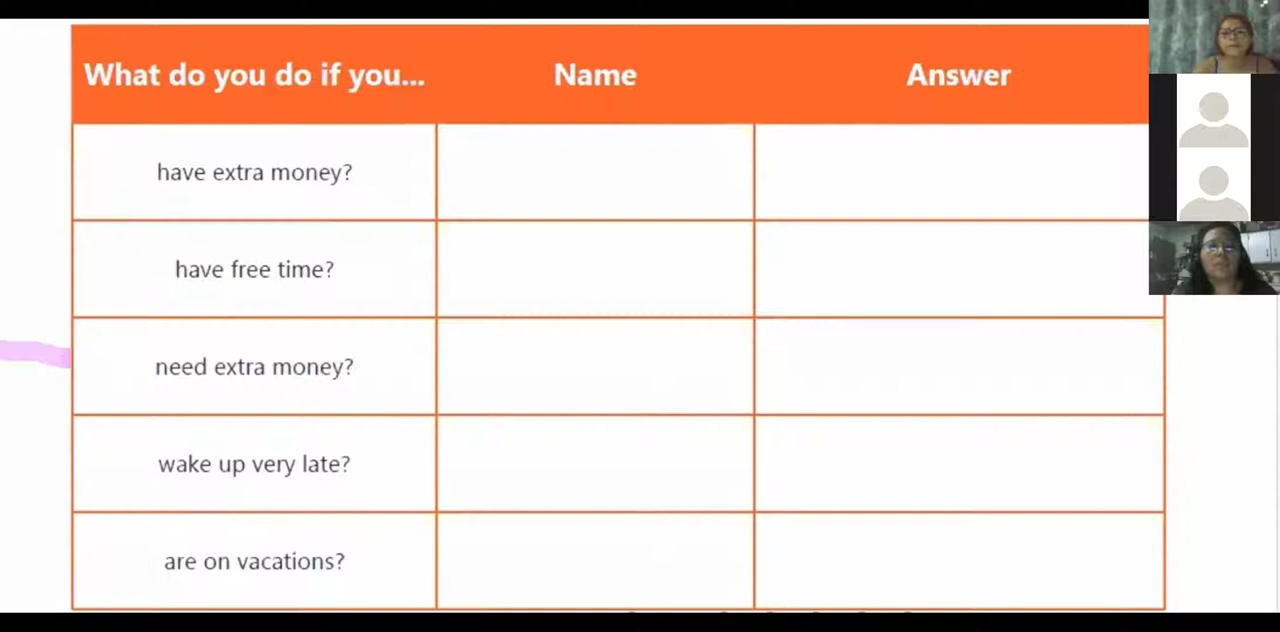 What do you do if you... Name Answer
have extra money?
have free time?
need extra money?
wake up very late?
are on vacations?